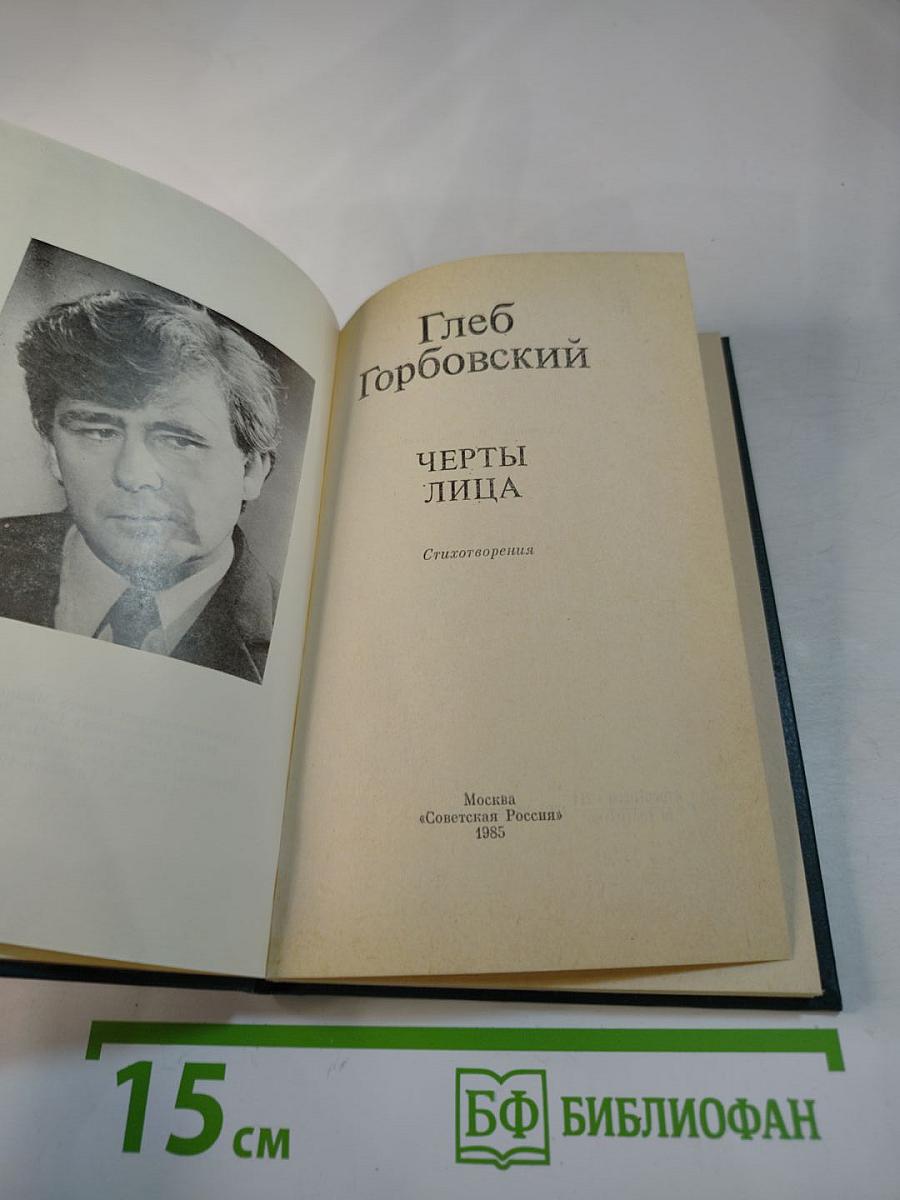 Глеб
Горбовский
ЧЕРТЫ
ЛИЦА
Стихотворения
Москва
«Советская Россия»
1985
15 см
БФ БИБЛИОФАН